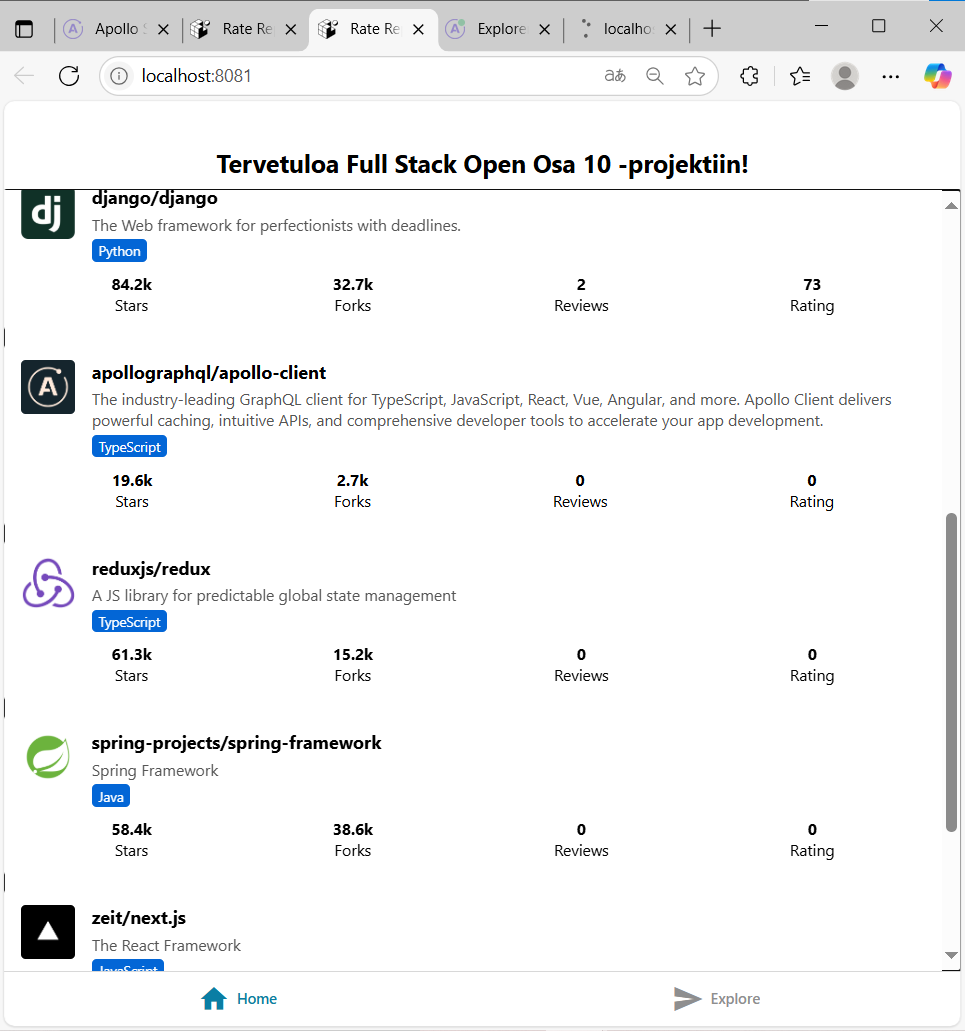 Apollo S
Rate Re
Rate Re
Explore
localhos
localhost:8081
aあ
Tervetuloa Full Stack Open Osa 10 -projektiin!
dj
django/django
The Web framework for perfectionists with deadlines.
Python
84.2k 32.7k 2 73
Stars Forks Reviews Rating
apollographql/apollo-client
The industry-leading GraphQL client for TypeScript, JavaScript, React, Vue, Angular, and more. Apollo Client delivers
powerful caching, intuitive APIs, and comprehensive developer tools to accelerate your app development.
TypeScript
19.6k 2.7k 0 0
Stars Forks Reviews Rating
reduxjs/redux
A JS library for predictable global state management
TypeScript
61.3k 15.2k 0 0
Stars Forks Reviews Rating
spring-projects/spring-framework
Spring Framework
Java
58.4k 38.6k 0 0
Stars Forks Reviews Rating
zeit/next.js
The React Framework
JavaScript
Home Explore